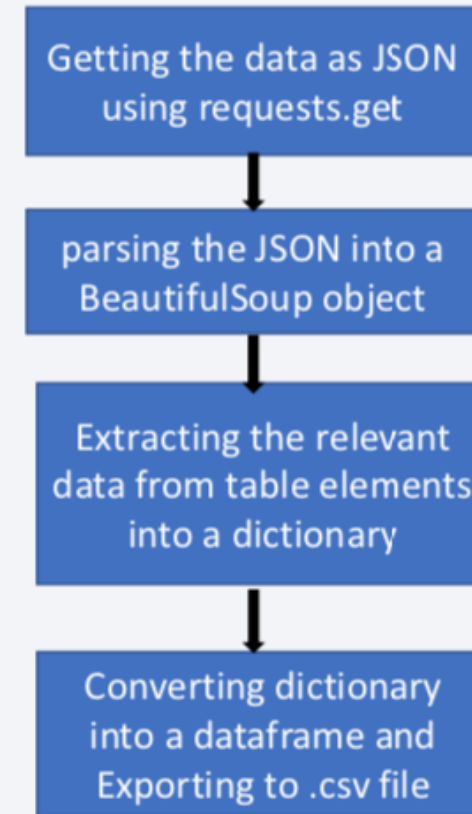 Getting the data as JSON
using requests.get
parsing the JSON into a
BeautifulSoup object
Extracting the relevant
data from table elements
into a dictionary
Converting dictionary
into a dataframe and
Exporting to .csv file